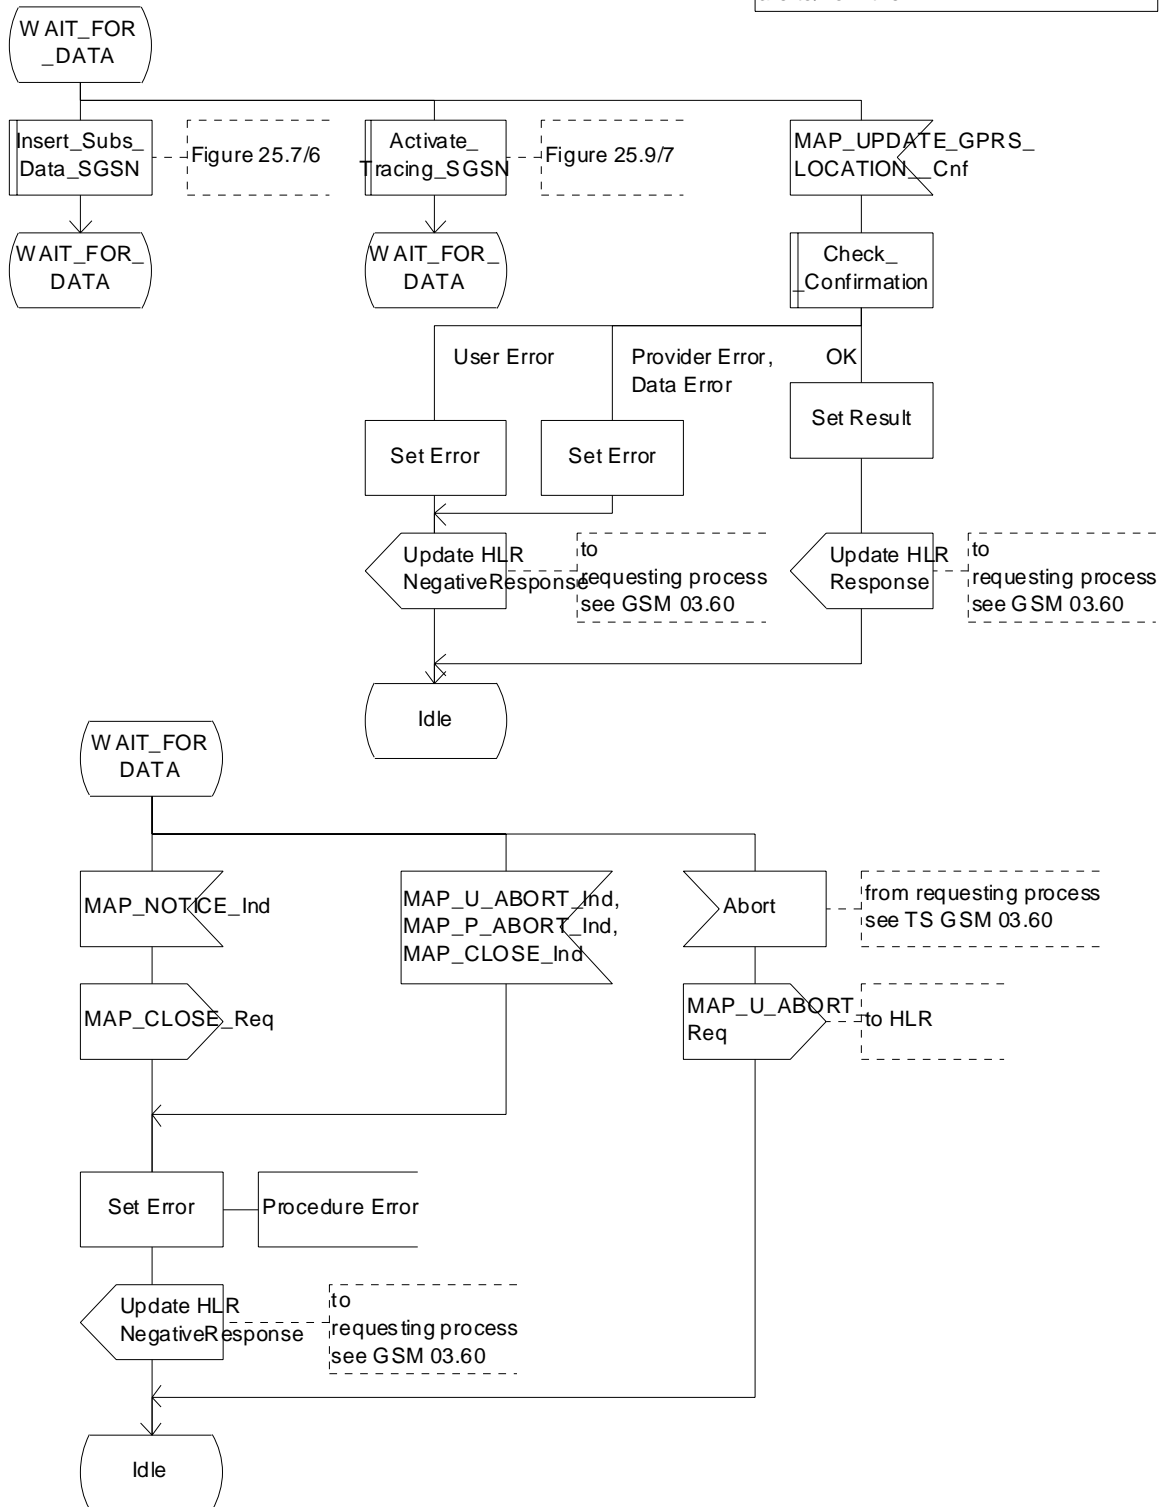 WAIT_FOR
_DATA
Insert_Subs_
Data_SGSN
Figure 25.7/6
Activate_
Tracing_SGSN
Figure 25.9/7
MAP_UPDATE_GPRS_
LOCATION__Cnf
WAIT_FOR_
DATA
WAIT_FOR_
DATA
Check_
_Confirmation
User Error
Provider Error,
Data Error
OK
Set Result
Set Error
Set Error
Update HLR
NegativeResponse
to
requesting process
see GSM 03.60
Update HLR
Response
to
requesting process
see GSM 03.60
Idle
WAIT_FOR
DATA
MAP_NOTICE_Ind
MAP_U_ABORT_Ind,
MAP_P_ABORT_Ind,
MAP_CLOSE_Ind
Abort
from requesting process
see TS GSM 03.60
MAP_CLOSE_Req
MAP_U_ABORT_
Req
to HLR
Set Error
Procedure Error
Update HLR
NegativeResponse
to
requesting process
see GSM 03.60
Idle